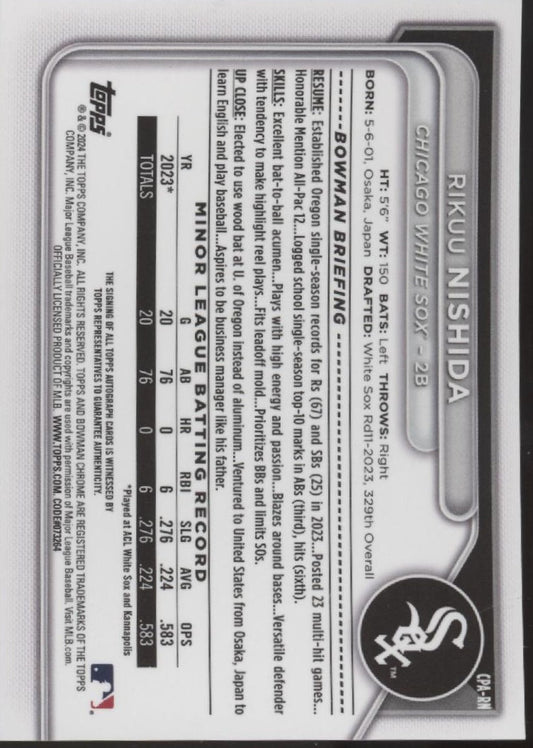 CPA-RN
RIKUU NISHIDA
CHICAGO WHITE SOX® – 2B
SOX
TM
HT: 5'6" WT: 150 BATS: Left THROWS: Right
BORN: 5-6-01, Osaka, Japan DRAFTED: White Sox Rd11-2023, 329th Overall
BOWMAN BRIEFING
RESUME: Established Oregon single-season records for Rs (67) and SBs (25) in 2023...Posted 23 multi-hit games...
Honorable Mention All-Pac 12...Logged school single-season top-10 marks in ABs (third), hits (sixth).
SKILLS: Excellent bat-to-ball acumen...Plays with high energy and passion...Blazes around bases...Versatile defender
with tendency to make highlight reel plays...Fits leadoff mold...Prioritizes BBs and limits SOs.
UP CLOSE: Elected to use wood bat at U. of Oregon instead of aluminum...Ventured to United States from Osaka, Japan to
learn English and play baseball...Aspires to be business manager like his father.
MINOR LEAGUE BATTING RECORD
YR G AB HR RBI SLG AVG OPS
2023* 20 76 0 6 .276 .224 .583
TOTALS 20 76 0 6 .276 .224 .583
*Played at ACL White Sox and Kannapolis
THE SIGNING OF ALL TOPPS AUTOGRAPH CARDS IS WITNESSED BY
TOPPS REPRESENTATIVES TO GUARANTEE AUTHENTICITY.
topps
® & © 2024 THE TOPPS COMPANY, INC. ALL RIGHTS RESERVED. TOPPS AND BOWMAN CHROME ARE REGISTERED TRADEMARKS OF THE TOPPS
COMPANY, INC. Major League Baseball trademarks and copyrights are used with permission of Major League Baseball. Visit MLB.com.
OFFICIALLY LICENSED PRODUCT OF MLB. WWW.TOPPS.COM. CODE#073264